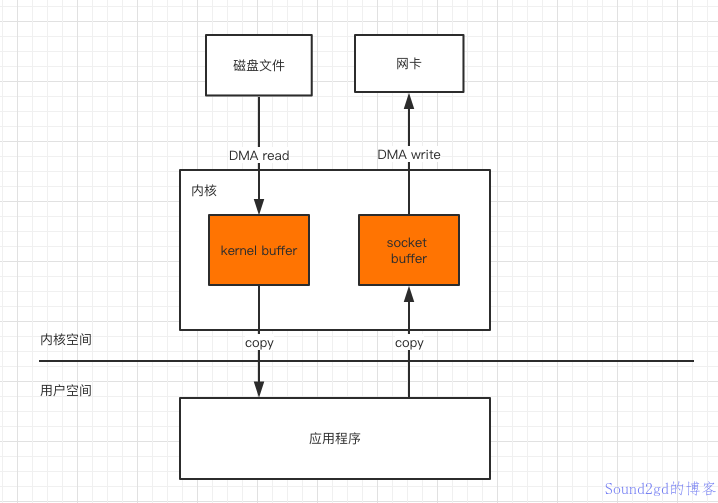 磁盘文件
网卡
DMA read
DMA write
内核
kernel buffer
socket
buffer
内核空间
copy
copy
用户空间
应用程序
Sound2gd的博客